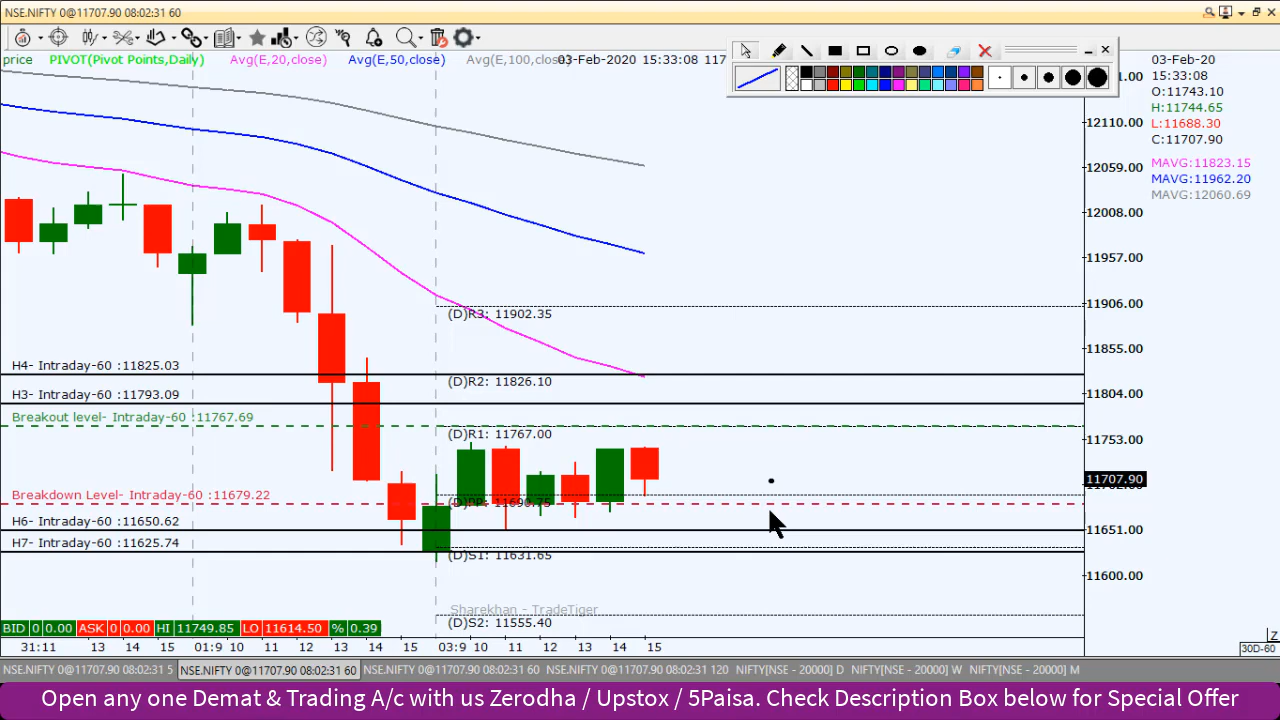 NSE.NIFTY 0@11707.90 08:02:31 60
price PIVOT(Pivot Points,Daily) Avg(E,20,close) Avg(E,50,close) Avg(E,100,close) 03-Feb-2020 15:33:08
03-Feb-20
15:33:08
O:11743.10
H:11744.65
L:11688.30
C:11707.90
MAVG:11823.15
MAVG:11962.20
MAVG:12060.69
12110.00
12059.00
12008.00
11957.00
11906.00
11855.00
11804.00
11753.00
11707.90
11651.00
11600.00
(D)R3: 11902.35
H4- Intraday-60 :11825.03
(D)R2: 11826.10
H3- Intraday-60 :11793.09
Breakout level- Intraday-60 :11767.69
(D)R1: 11767.00
Breakdown Level- Intraday-60 :11679.22
(D)PP: 11690.75
H6- Intraday-60 :11650.62
H7- Intraday-60 :11625.74
(D)S1: 11631.65
Sharekhan - TradeTiger
(D)S2: 11555.40
BID 0 0.00 ASK 0 0.00 HI 11749.85 LO 11614.50 % 0.39
31:11 13 14 15 01:9 10 11 12 13 14 15 03:9 10 11 12 13 14 15
Z
30D-60
NSE.NIFTY 0@11707.90 08:02:31 5 NSE.NIFTY 0@11707.90 08:02:31 60 NSE.NIFTY 0@11707.90 08:02:31 60 NSE.NIFTY 0@11707.90 08:02:31 120 NIFTY[NSE - 20000] D NIFTY[NSE - 20000] W NIFTY[NSE - 20000] M
Open any one Demat & Trading A/c with us Zerodha / Upstox / 5Paisa. Check Description Box below for Special Offer